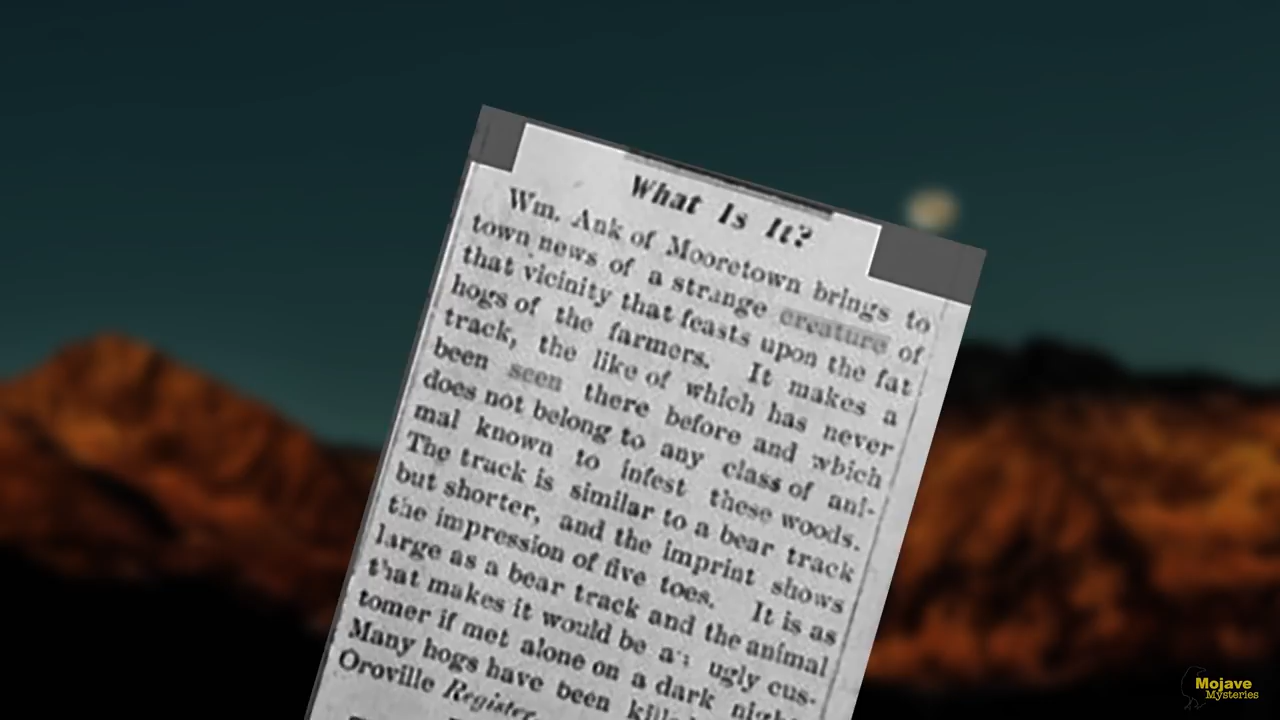 What Is It?
Wm. Ank of Mooretown brings to
town news of a strange creature of
that vicinity that feasts upon the fat
hogs of the farmers. It makes a
track, the like of which has never
been seen there before and which
does not belong to any class of ani-
mal known to infest these woods.
The track is similar to a bear track
but shorter, and the imprint shows
the impression of five toes. It is as
large as a bear track and the animal
that makes it would be an ugly cus-
tomer if met alone on a dark night
Many hogs have been killed
Oroville Register.
Mojave
Mysteries